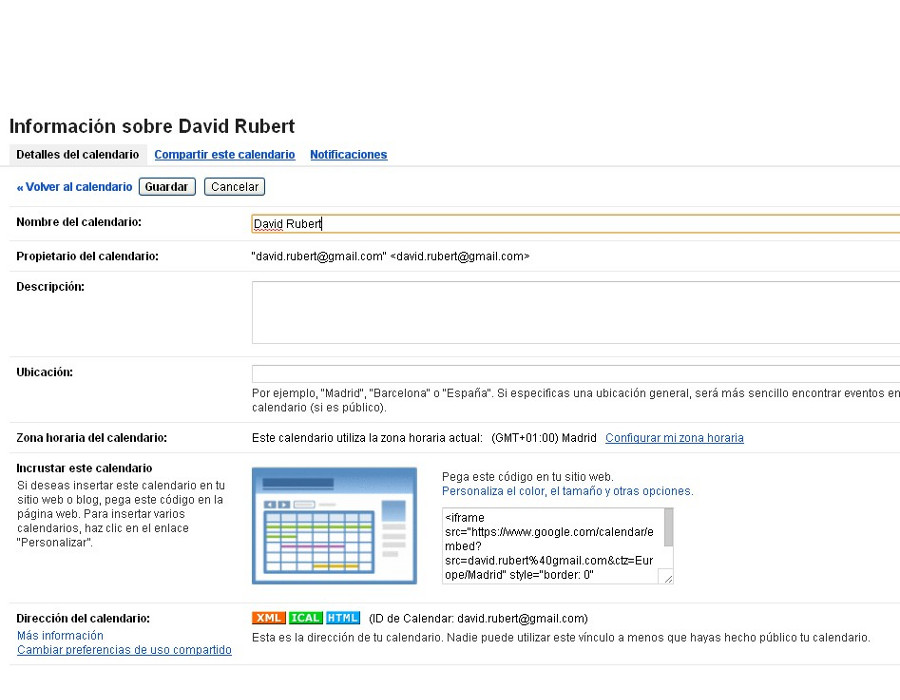 Información sobre David Rubert
Detalles del calendario Compartir este calendario Notificaciones
« Volver al calendario Guardar Cancelar
Nombre del calendario: David Rubert
Propietario del calendario: "david.rubert@gmail.com" <david.rubert@gmail.com>
Descripción:
Ubicación:
Por ejemplo, "Madrid", "Barcelona" o "España". Si especificas una ubicación general, será más sencillo encontrar eventos en
calendario (si es público).
Zona horaria del calendario: Este calendario utiliza la zona horaria actual: (GMT+01:00) Madrid Configurar mi zona horaria
Incrustar este calendario
Si deseas insertar este calendario en tu
sitio web o blog, pega este código en la
página web. Para insertar varios
calendarios, haz clic en el enlace
"Personalizar".
Pega este código en tu sitio web.
Personaliza el color, el tamaño y otras opciones.
<iframe
src="https://www.google.com/calendar/e
mbed?
src=david.rubert%40gmail.com&ctz=Eur
ope/Madrid" style="border: 0"
Dirección del calendario: XML ICAL HTML (ID de Calendar: david.rubert@gmail.com)
Más información
Cambiar preferencias de uso compartido
Esta es la dirección de tu calendario. Nadie puede utilizar este vínculo a menos que hayas hecho público tu calendario.